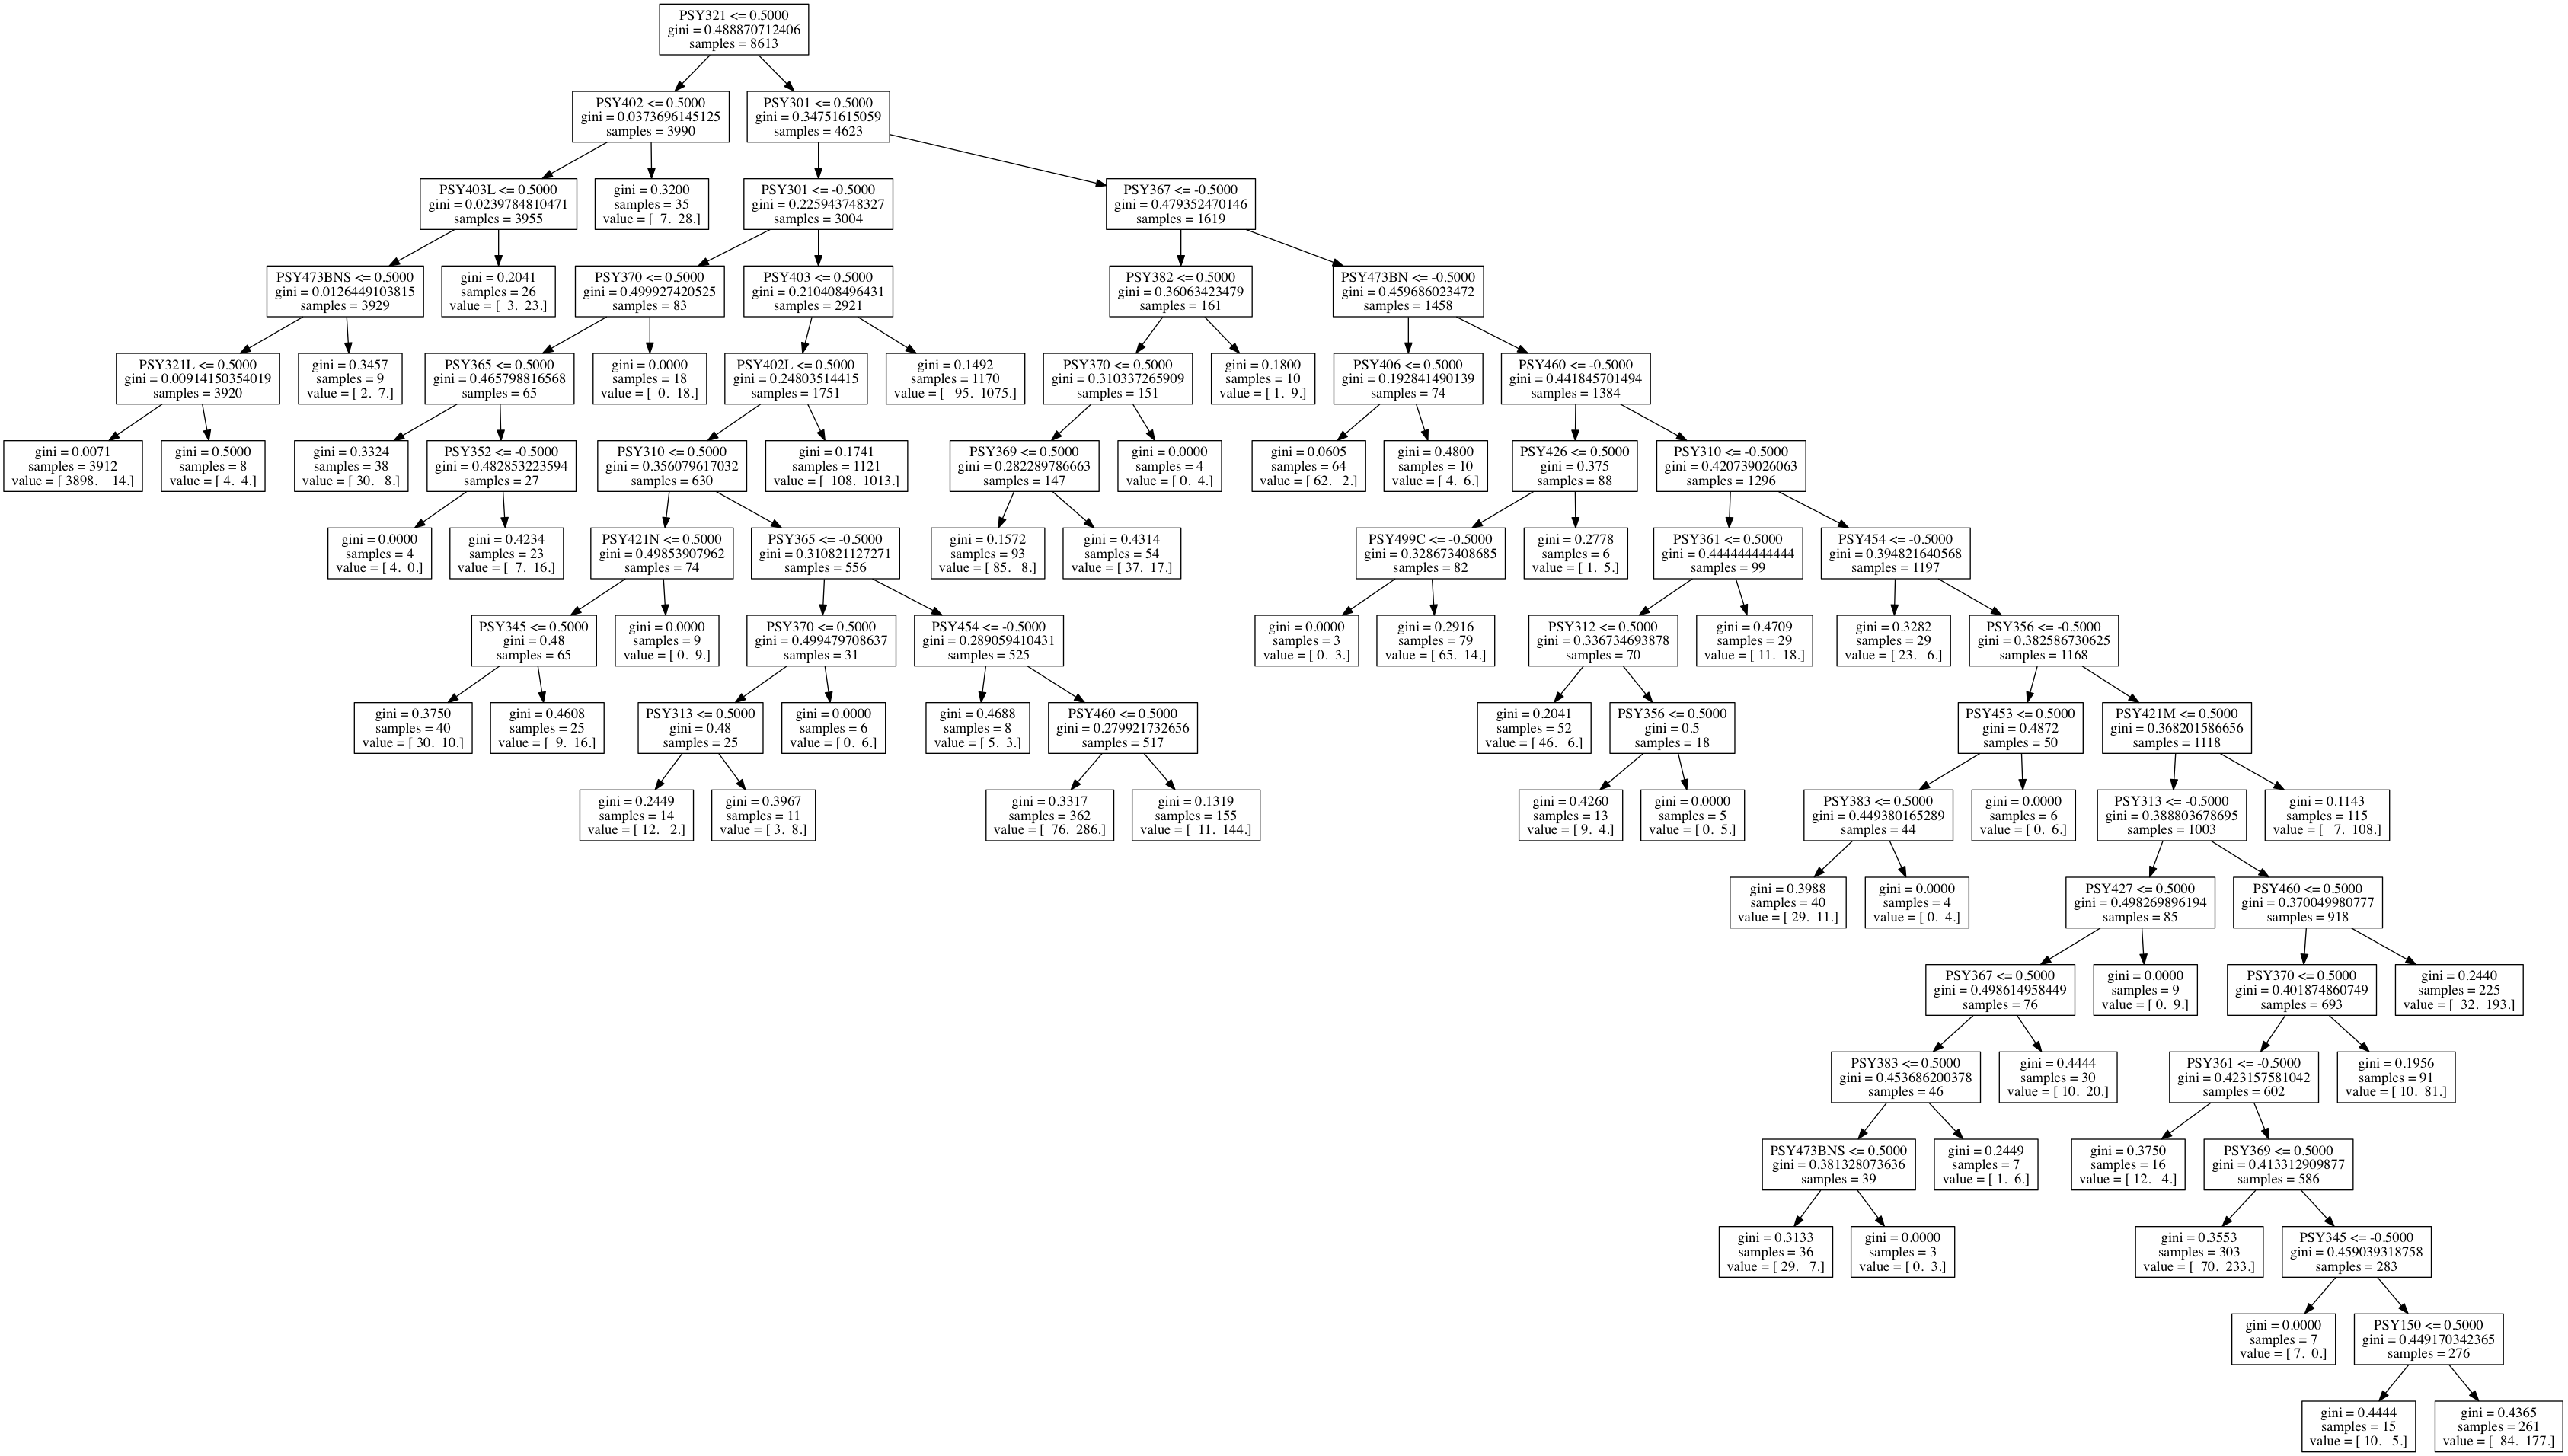 PSY321 <= 0.5000
gini = 0.488870712406
samples = 8613
PSY402 <= 0.5000
gini = 0.0373696145125
samples = 3990
PSY301 <= 0.5000
gini = 0.34751615059
samples = 4623
PSY403L <= 0.5000
gini = 0.0239784810471
samples = 3955
gini = 0.3200
samples = 35
value = [ 7. 28.]
PSY301 <= -0.5000
gini = 0.225943748327
samples = 3004
PSY367 <= -0.5000
gini = 0.479352470146
samples = 1619
PSY473BNS <= 0.5000
gini = 0.0126449103815
samples = 3929
gini = 0.2041
samples = 26
value = [ 3. 23.]
PSY370 <= 0.5000
gini = 0.499927420525
samples = 83
PSY403 <= 0.5000
gini = 0.210408496431
samples = 2921
PSY382 <= 0.5000
gini = 0.36063423479
samples = 161
PSY473BN <= -0.5000
gini = 0.459686023472
samples = 1458
PSY321L <= 0.5000
gini = 0.00914150354019
samples = 3920
gini = 0.3457
samples = 9
value = [ 2. 7.]
PSY365 <= 0.5000
gini = 0.465798816568
samples = 65
gini = 0.0000
samples = 18
value = [ 0. 18.]
PSY402L <= 0.5000
gini = 0.24803514415
samples = 1751
gini = 0.1492
samples = 1170
value = [ 95. 1075.]
PSY370 <= 0.5000
gini = 0.310337265909
samples = 151
gini = 0.1800
samples = 10
value = [ 1. 9.]
PSY406 <= 0.5000
gini = 0.192841490139
samples = 74
PSY460 <= -0.5000
gini = 0.441845701494
samples = 1384
gini = 0.0071
samples = 3912
value = [ 3898. 14.]
gini = 0.5000
samples = 8
value = [ 4. 4.]
gini = 0.3324
samples = 38
value = [ 30. 8.]
PSY352 <= -0.5000
gini = 0.482853223594
samples = 27
PSY310 <= 0.5000
gini = 0.356079617032
samples = 630
gini = 0.1741
samples = 1121
value = [ 108. 1013.]
PSY369 <= 0.5000
gini = 0.282289786663
samples = 147
gini = 0.0000
samples = 4
value = [ 0. 4.]
gini = 0.0605
samples = 64
value = [ 62. 2.]
gini = 0.4800
samples = 10
value = [ 4. 6.]
PSY426 <= 0.5000
gini = 0.375
samples = 88
PSY310 <= -0.5000
gini = 0.420739026063
samples = 1296
gini = 0.0000
samples = 4
value = [ 4. 0.]
gini = 0.4234
samples = 23
value = [ 7. 16.]
PSY421N <= 0.5000
gini = 0.49853907962
samples = 74
PSY365 <= -0.5000
gini = 0.310821127271
samples = 556
gini = 0.1572
samples = 93
value = [ 85. 8.]
gini = 0.4314
samples = 54
value = [ 37. 17.]
PSY499C <= -0.5000
gini = 0.328673408685
samples = 82
gini = 0.2778
samples = 6
value = [ 1. 5.]
PSY361 <= 0.5000
gini = 0.444444444444
samples = 99
PSY454 <= -0.5000
gini = 0.394821640568
samples = 1197
PSY345 <= 0.5000
gini = 0.48
samples = 65
gini = 0.0000
samples = 9
value = [ 0. 9.]
PSY370 <= 0.5000
gini = 0.499479708637
samples = 31
PSY454 <= -0.5000
gini = 0.289059410431
samples = 525
gini = 0.0000
samples = 3
value = [ 0. 3.]
gini = 0.2916
samples = 79
value = [ 65. 14.]
PSY312 <= 0.5000
gini = 0.336734693878
samples = 70
gini = 0.4709
samples = 29
value = [ 11. 18.]
gini = 0.3282
samples = 29
value = [ 23. 6.]
PSY356 <= -0.5000
gini = 0.382586730625
samples = 1168
gini = 0.3750
samples = 40
value = [ 30. 10.]
gini = 0.4608
samples = 25
value = [ 9. 16.]
PSY313 <= 0.5000
gini = 0.48
samples = 25
gini = 0.0000
samples = 6
value = [ 0. 6.]
gini = 0.4688
samples = 8
value = [ 5. 3.]
PSY460 <= 0.5000
gini = 0.279921732656
samples = 517
gini = 0.2041
samples = 52
value = [ 46. 6.]
PSY356 <= 0.5000
gini = 0.5
samples = 18
PSY453 <= 0.5000
gini = 0.4872
samples = 50
PSY421M <= 0.5000
gini = 0.368201586656
samples = 1118
gini = 0.2449
samples = 14
value = [ 12. 2.]
gini = 0.3967
samples = 11
value = [ 3. 8.]
gini = 0.3317
samples = 362
value = [ 76. 286.]
gini = 0.1319
samples = 155
value = [ 11. 144.]
gini = 0.4260
samples = 13
value = [ 9. 4.]
gini = 0.0000
samples = 5
value = [ 0. 5.]
PSY383 <= 0.5000
gini = 0.449380165289
samples = 44
gini = 0.0000
samples = 6
value = [ 0. 6.]
PSY313 <= -0.5000
gini = 0.388803678695
samples = 1003
gini = 0.1143
samples = 115
value = [ 7. 108.]
gini = 0.3988
samples = 40
value = [ 29. 11.]
gini = 0.0000
samples = 4
value = [ 0. 4.]
PSY427 <= 0.5000
gini = 0.498269896194
samples = 85
PSY460 <= 0.5000
gini = 0.370049980777
samples = 918
PSY367 <= 0.5000
gini = 0.498614958449
samples = 76
gini = 0.0000
samples = 9
value = [ 0. 9.]
PSY370 <= 0.5000
gini = 0.401874860749
samples = 693
gini = 0.2440
samples = 225
value = [ 32. 193.]
PSY383 <= 0.5000
gini = 0.453686200378
samples = 46
gini = 0.4444
samples = 30
value = [ 10. 20.]
PSY361 <= -0.5000
gini = 0.423157581042
samples = 602
gini = 0.1956
samples = 91
value = [ 10. 81.]
PSY473BNS <= 0.5000
gini = 0.381328073636
samples = 39
gini = 0.2449
samples = 7
value = [ 1. 6.]
gini = 0.3750
samples = 16
value = [ 12. 4.]
PSY369 <= 0.5000
gini = 0.413312909877
samples = 586
gini = 0.3133
samples = 36
value = [ 29. 7.]
gini = 0.0000
samples = 3
value = [ 0. 3.]
gini = 0.3553
samples = 303
value = [ 70. 233.]
PSY345 <= -0.5000
gini = 0.459039318758
samples = 283
gini = 0.0000
samples = 7
value = [ 7. 0.]
PSY150 <= 0.5000
gini = 0.449170342365
samples = 276
gini = 0.4444
samples = 15
value = [ 10. 5.]
gini = 0.4365
samples = 261
value = [ 84. 177.]